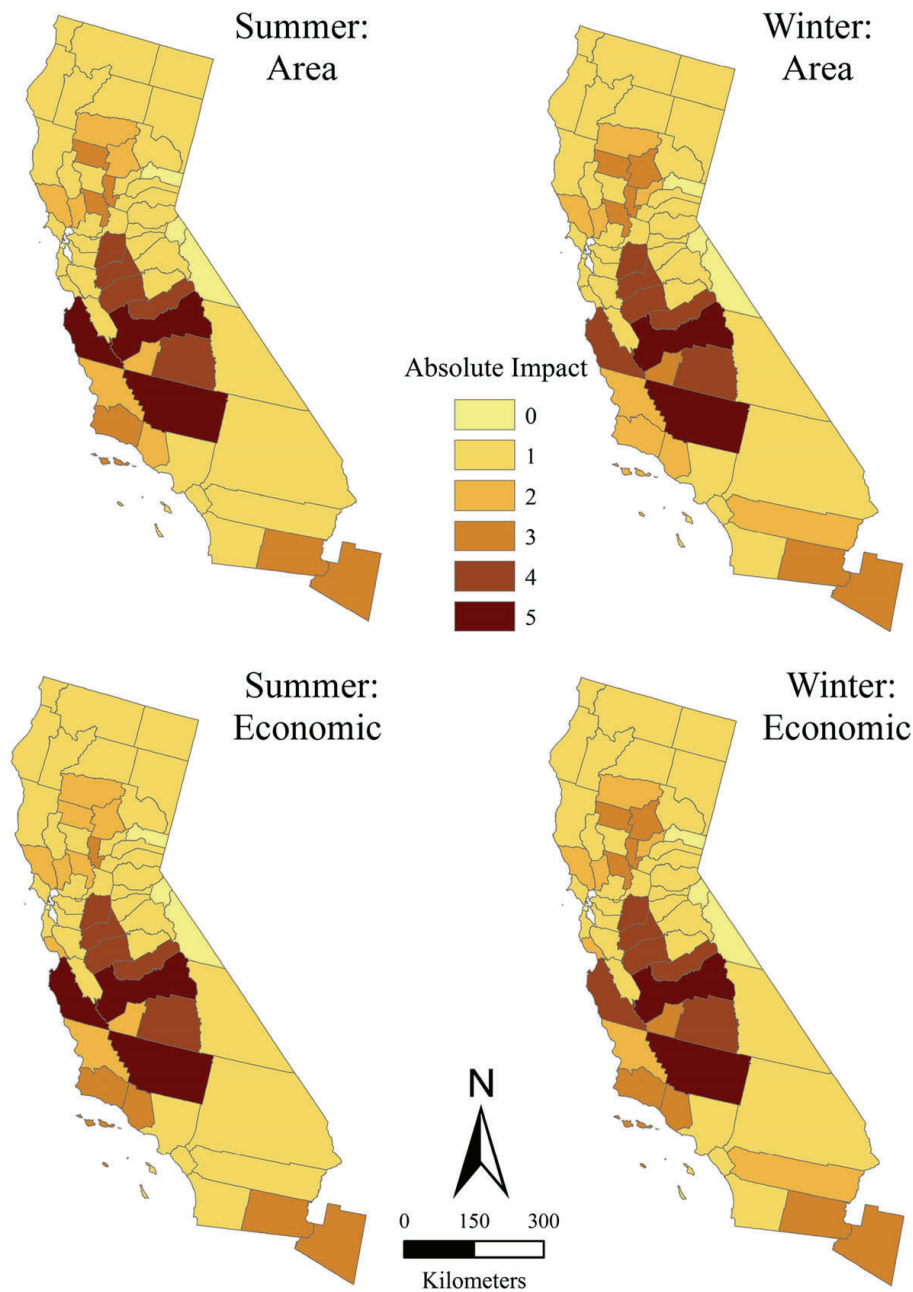 Summer:
Area
Winter:
Area
Absolute Impact
0
1
2
3
4
5
Summer:
Economic
Winter:
Economic
N
0 150 300
Kilometers